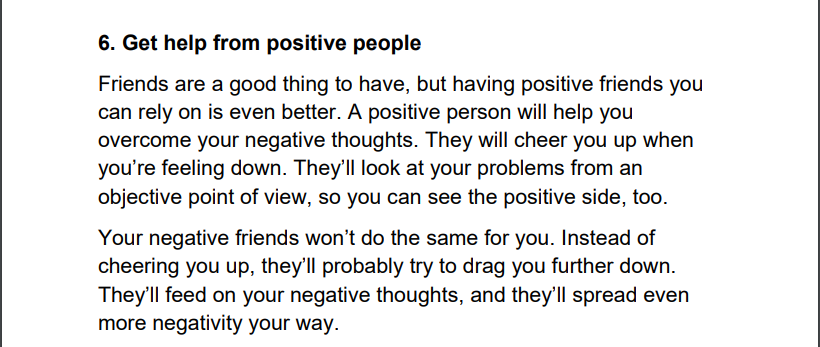 6. Get help from positive people
Friends are a good thing to have, but having positive friends you
can rely on is even better. A positive person will help you
overcome your negative thoughts. They will cheer you up when
you’re feeling down. They’ll look at your problems from an
objective point of view, so you can see the positive side, too.
Your negative friends won’t do the same for you. Instead of
cheering you up, they’ll probably try to drag you further down.
They’ll feed on your negative thoughts, and they’ll spread even
more negativity your way.